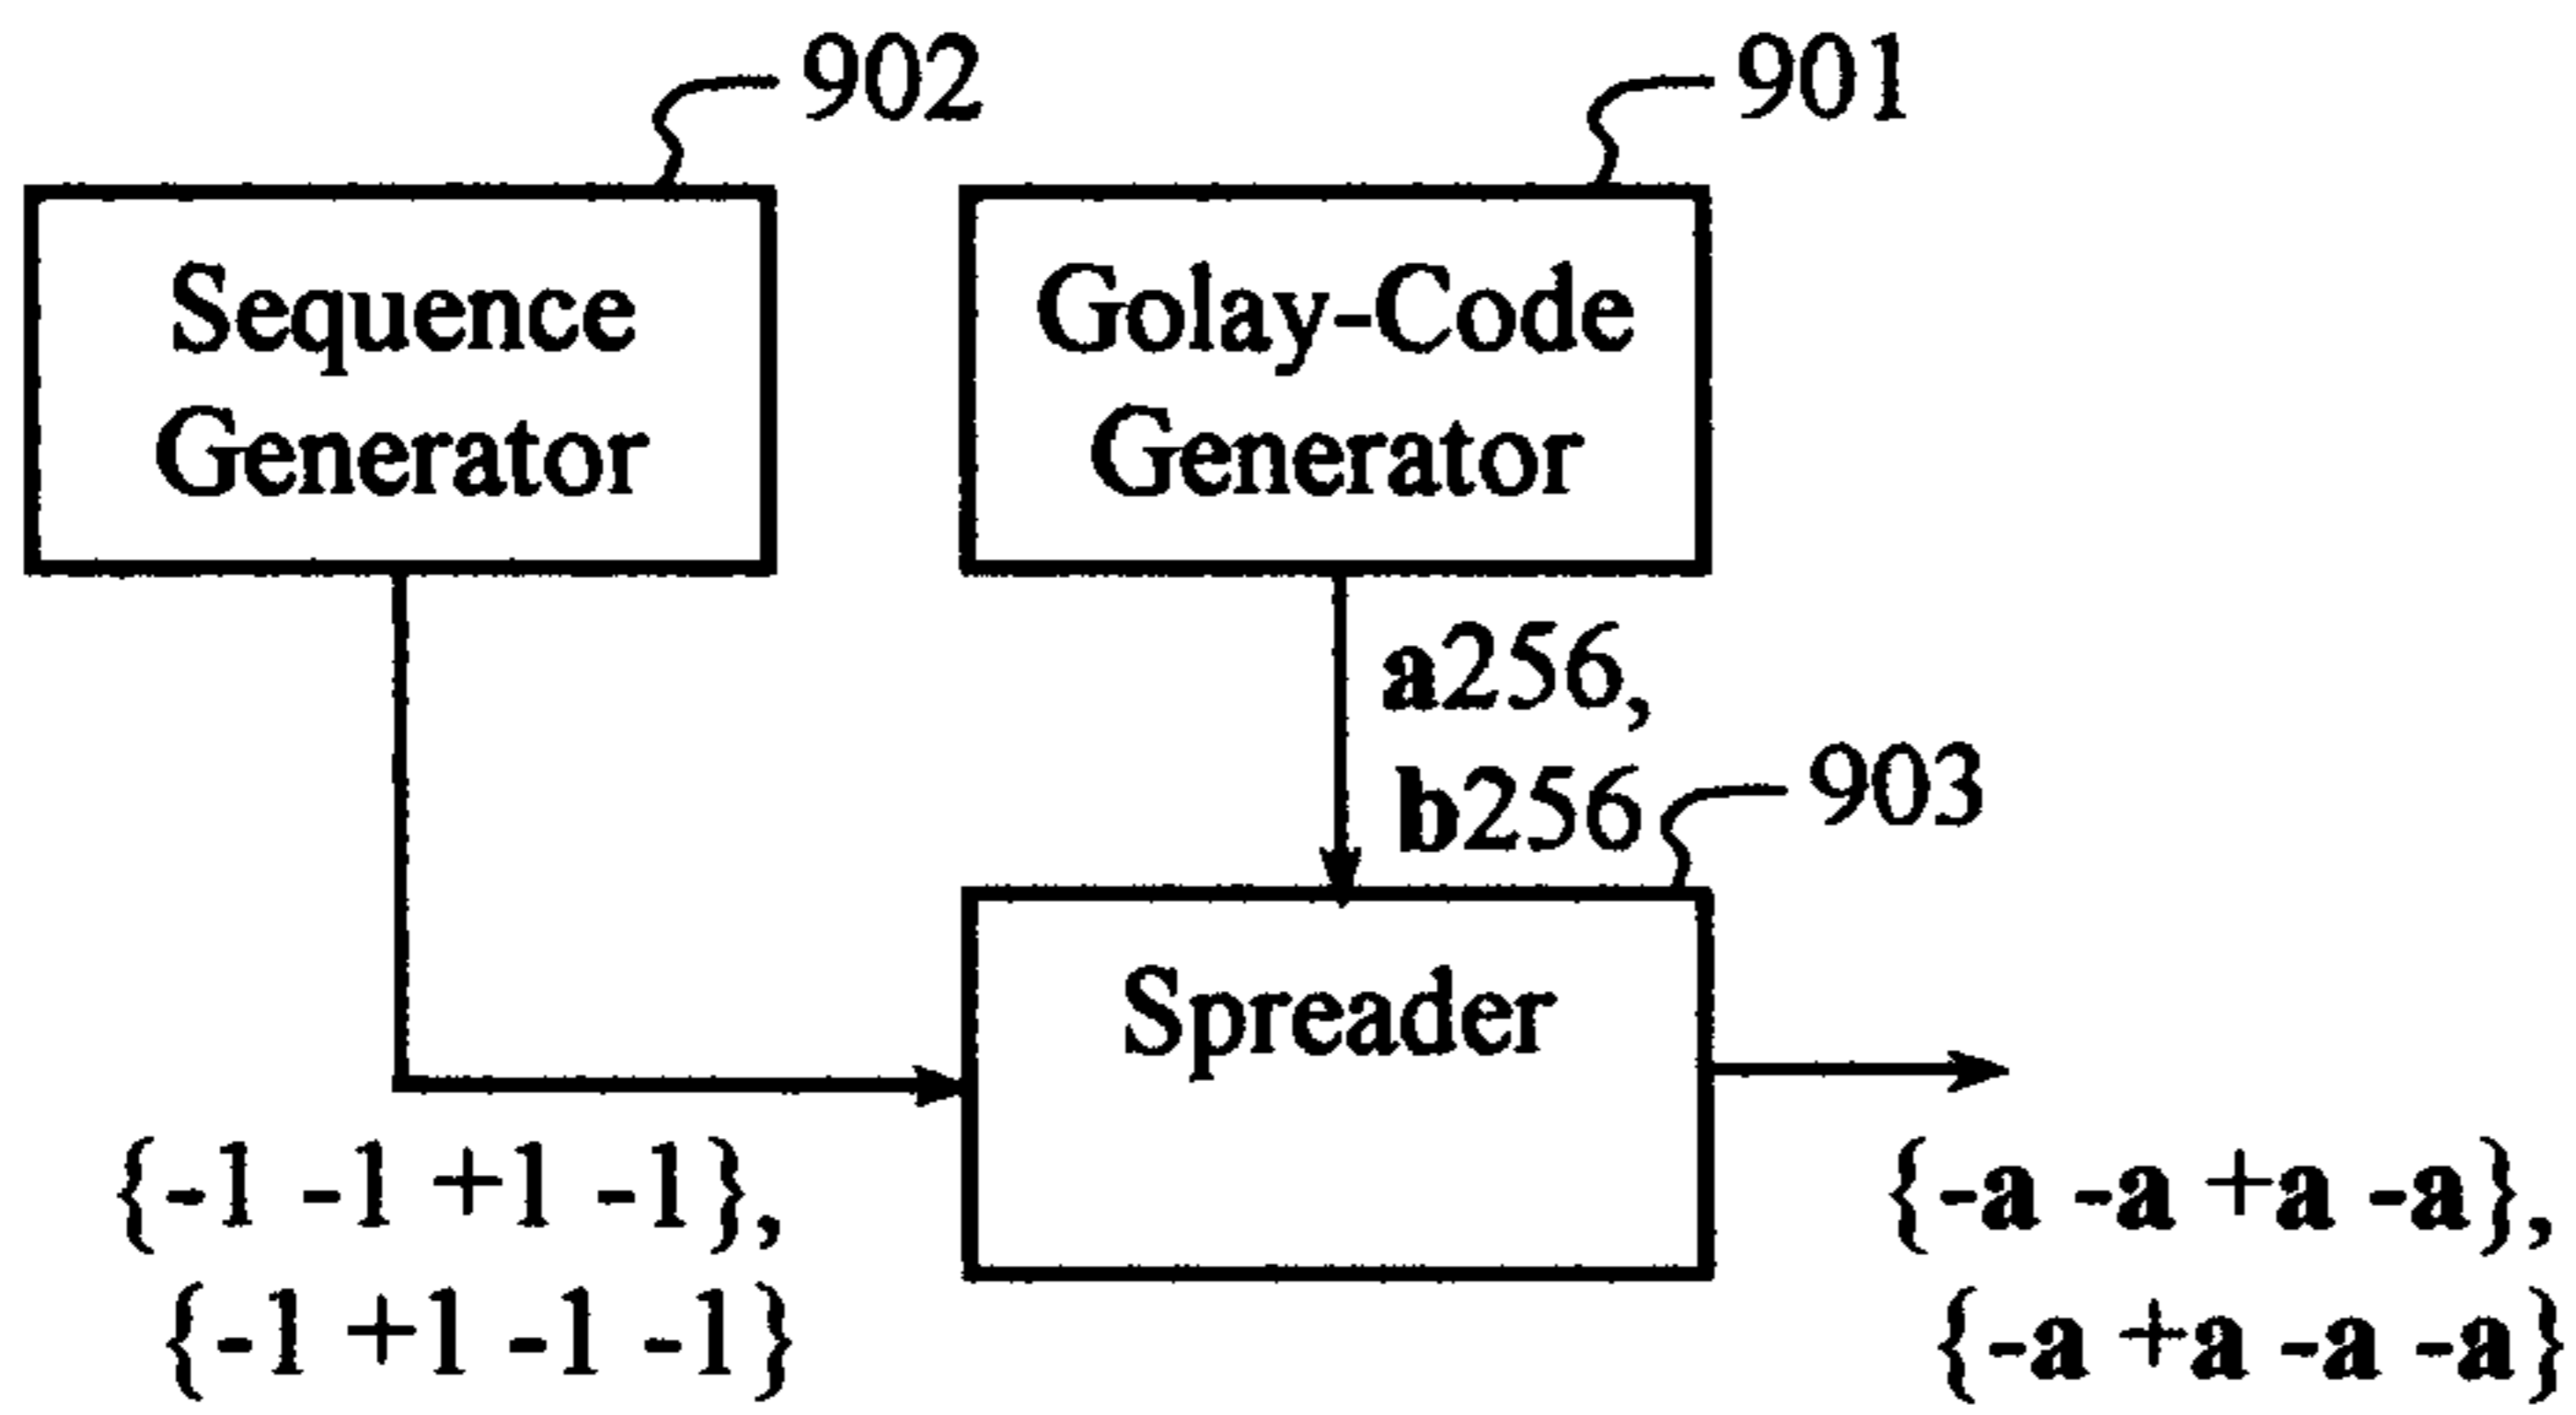 902
901
Sequence
Generator
Golay-Code
Generator
a256,
b256
903
Spreader
{-1 -1 +1 -1},
{-1 +1 -1 -1}
{-a -a +a -a},
{-a +a -a -a}